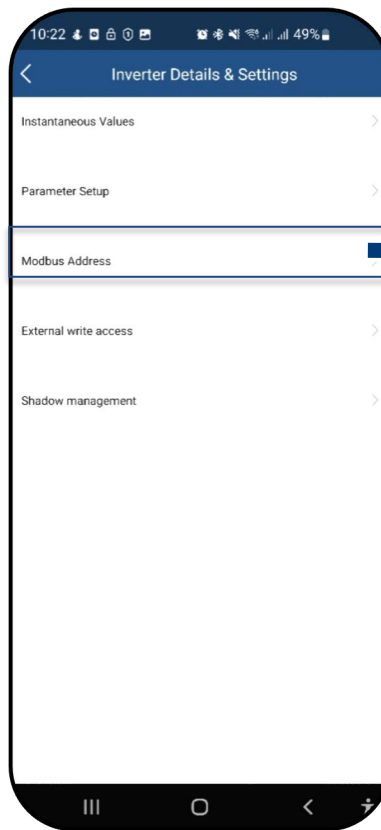 10:22 49%
Inverter Details & Settings
Instantaneous Values
Parameter Setup
Modbus Address
External write access
Shadow management